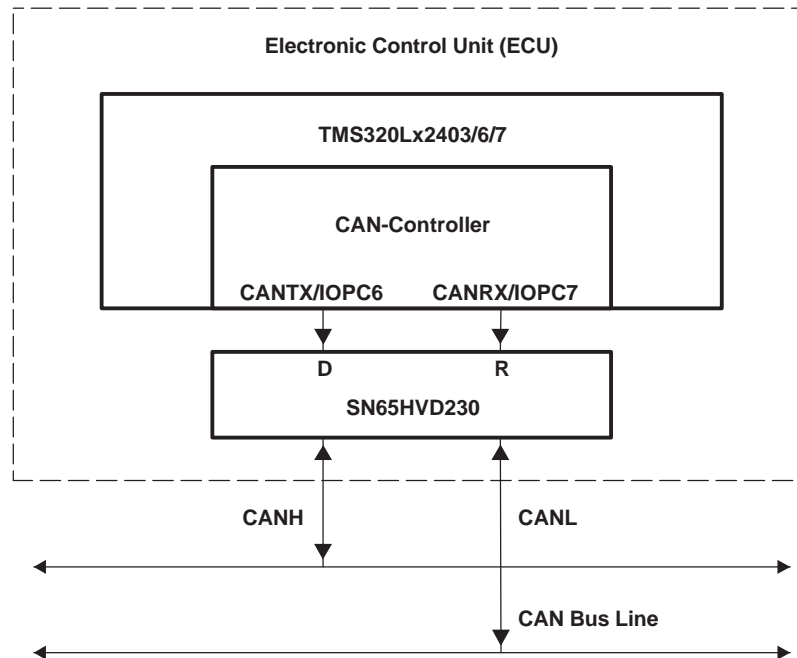 Electronic Control Unit (ECU)
TMS320Lx2403/6/7
CAN-Controller
CANTX/IOPC6 CANRX/IOPC7
D R
SN65HVD230
CANH CANL
CAN Bus Line